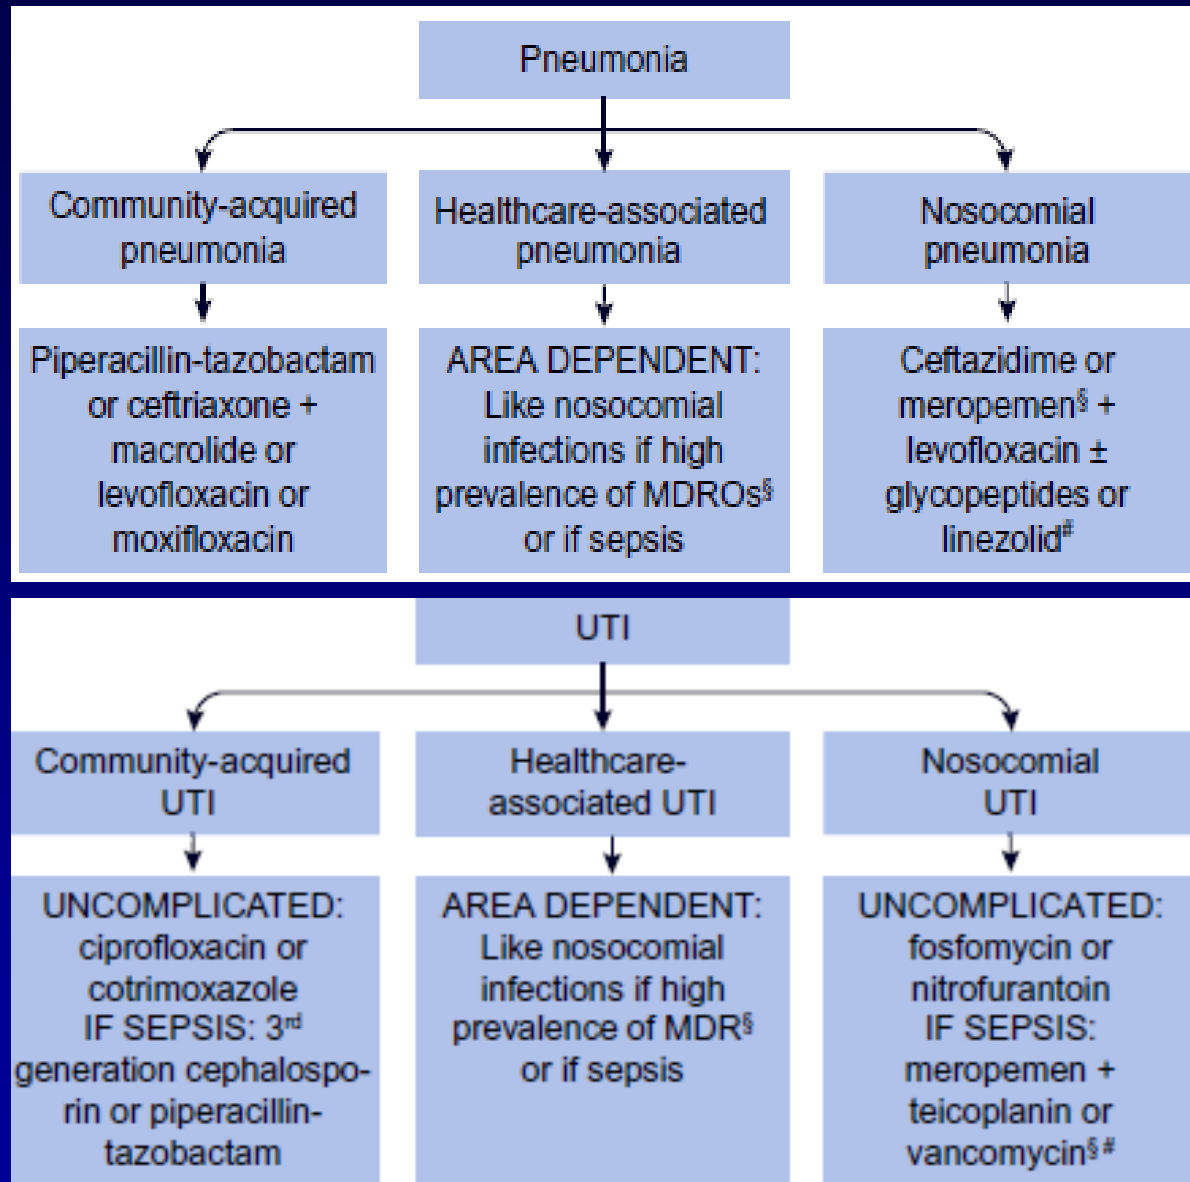 Pneumonia
Community-acquired
pneumonia
Healthcare-associated
pneumonia
Nosocomial
pneumonia
Piperacillin-tazobactam
or ceftriaxone +
macrolide or
levofloxacin or
moxifloxacin
AREA DEPENDENT:
Like nosocomial
infections if high
prevalence of MDROs§
or if sepsis
Ceftazidime or
meropemen§ +
levofloxacin ±
glycopeptides or
linezolid#
UTI
Community-acquired
UTI
Healthcare-
associated UTI
Nosocomial
UTI
UNCOMPLICATED:
ciprofloxacin or
cotrimoxazole
IF SEPSIS: 3rd
generation cephalospo-
rin or piperacillin-
tazobactam
AREA DEPENDENT:
Like nosocomial
infections if high
prevalence of MDR§
or if sepsis
UNCOMPLICATED:
fosfomycin or
nitrofurantoin
IF SEPSIS:
meropemen +
teicoplanin or
vancomycin§ #